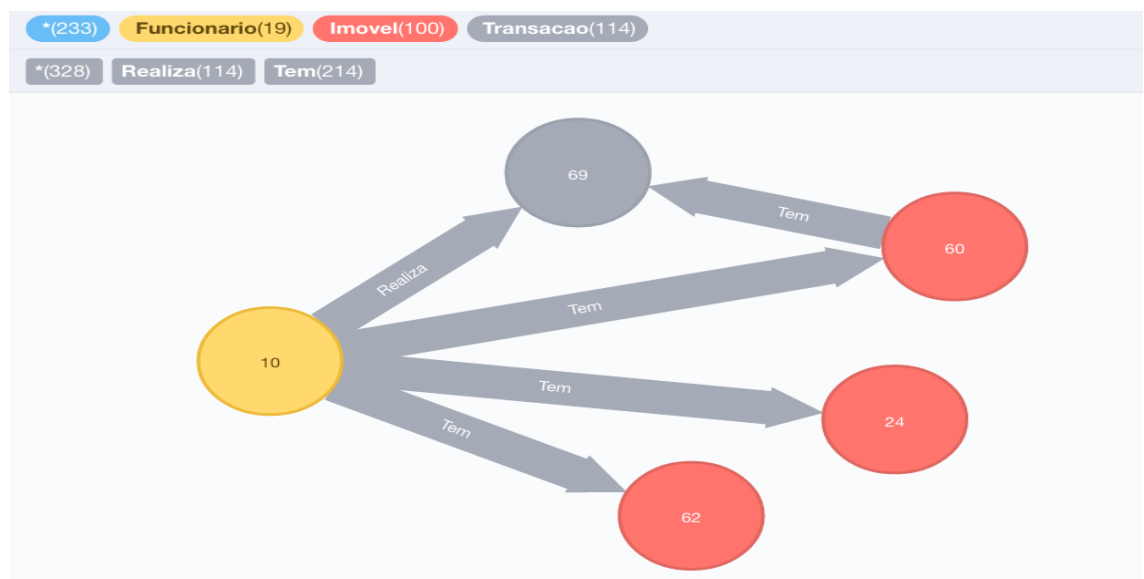 *(233) Funcionario(19) Imovel(100) Transacao(114)
*(328) Realiza(114) Tem(214)
69
Tem
60
Realiza
Tem
10
Tem
24
Tem
62